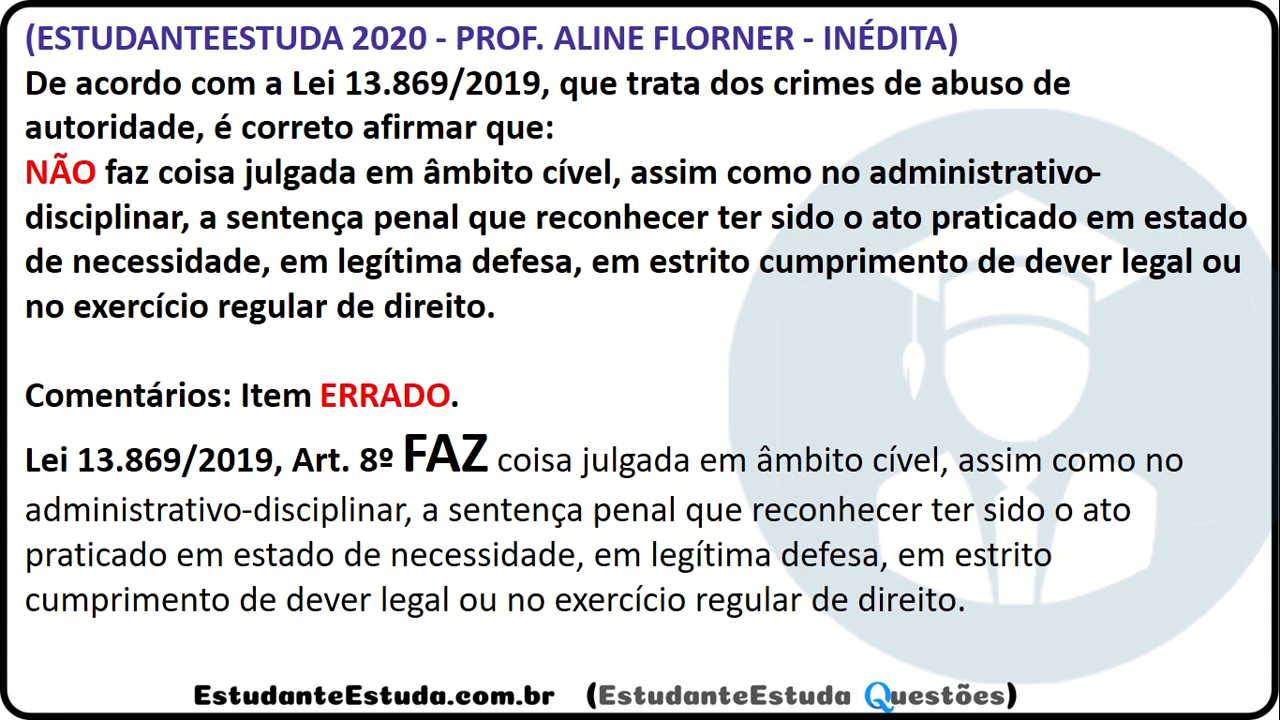 (ESTUDANTEESTUDA 2020 - PROF. ALINE FLORNER - INÉDITA)
De acordo com a Lei 13.869/2019, que trata dos crimes de abuso de
autoridade, é correto afirmar que:
NÃO faz coisa julgada em âmbito cível, assim como no administrativo-
disciplinar, a sentença penal que reconhecer ter sido o ato praticado em estado
de necessidade, em legítima defesa, em estrito cumprimento de dever legal ou
no exercício regular de direito.
Comentários: Item ERRADO.
Lei 13.869/2019, Art. 8º FAZ coisa julgada em âmbito cível, assim como no
administrativo-disciplinar, a sentença penal que reconhecer ter sido o ato
praticado em estado de necessidade, em legítima defesa, em estrito
cumprimento de dever legal ou no exercício regular de direito.
EstudanteEstuda.com.br (EstudanteEstuda Questões)